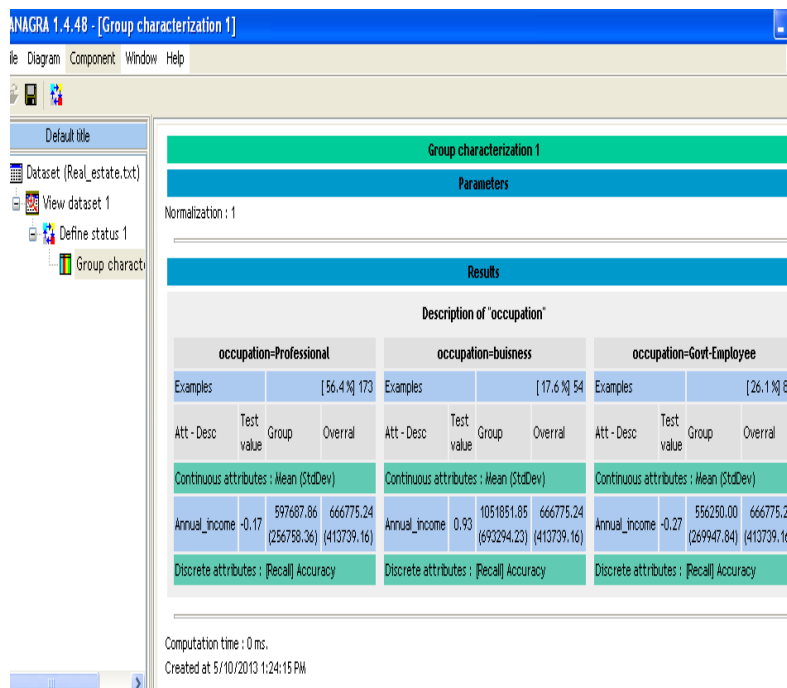 ANAGRA 1.4.48 - [Group characterization 1]
ile Diagram Component Window Help
Default title
Dataset (Real_estate.txt)
View dataset 1
Define status 1
Group characte
Group characterization 1
Parameters
Normalization : 1
Results
Description of "occupation"
occupation=Professional
Examples [ 56.4 %] 173
Att - Desc Test value Group Overral
Continuous attributes : Mean (StdDev)
Annual_income -0.17 597687.86 (256758.36) 666775.24 (413739.16)
Discrete attributes : [Recall] Accuracy
occupation=buisness
Examples [ 17.6 %] 54
Att - Desc Test value Group Overral
Continuous attributes : Mean (StdDev)
Annual_income 0.93 1051851.85 (693294.23) 666775.24 (413739.16)
Discrete attributes : [Recall] Accuracy
occupation=Govt-Employee
Examples [ 26.1 %] 8
Att - Desc Test value Group Overral
Continuous attributes : Mean (StdDev)
Annual_income -0.27 556250.00 (269947.84) 666775.2 (413739.16
Discrete attributes : [Recall] Accuracy
Computation time : 0 ms.
Created at 5/10/2013 1:24:15 PM